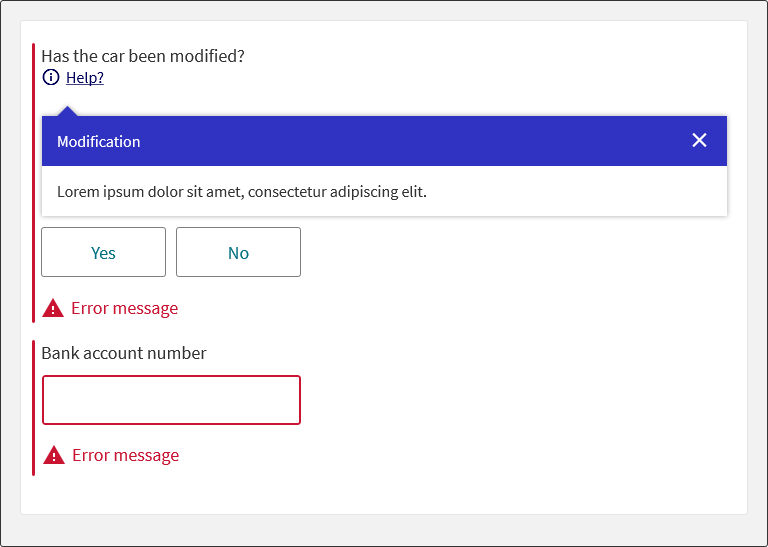 Has the car been modified?
Help?
Modification
Lorem ipsum dolor sit amet, consectetur adipiscing elit.
Yes
No
Error message
Bank account number
Error message